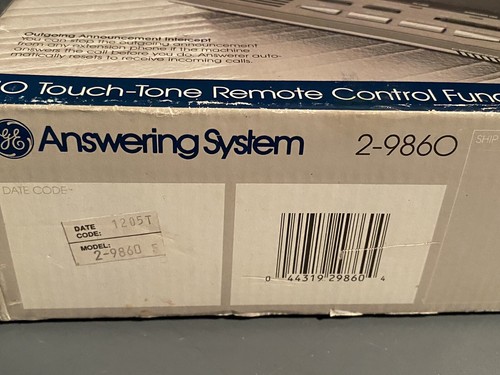 Outgoing Announcement Intercept
You can stop the outgoing announcement
from any extension phone if the machine
answers the call before you do. Answerer auto-
matically resets to receive incoming calls.
Touch-Tone Remote Control Func
GE Answering System 2-9860
SHIP
DATE CODE
DATE CODE: 1205T
MODEL: 2-9860 S
0 44319 29860 4